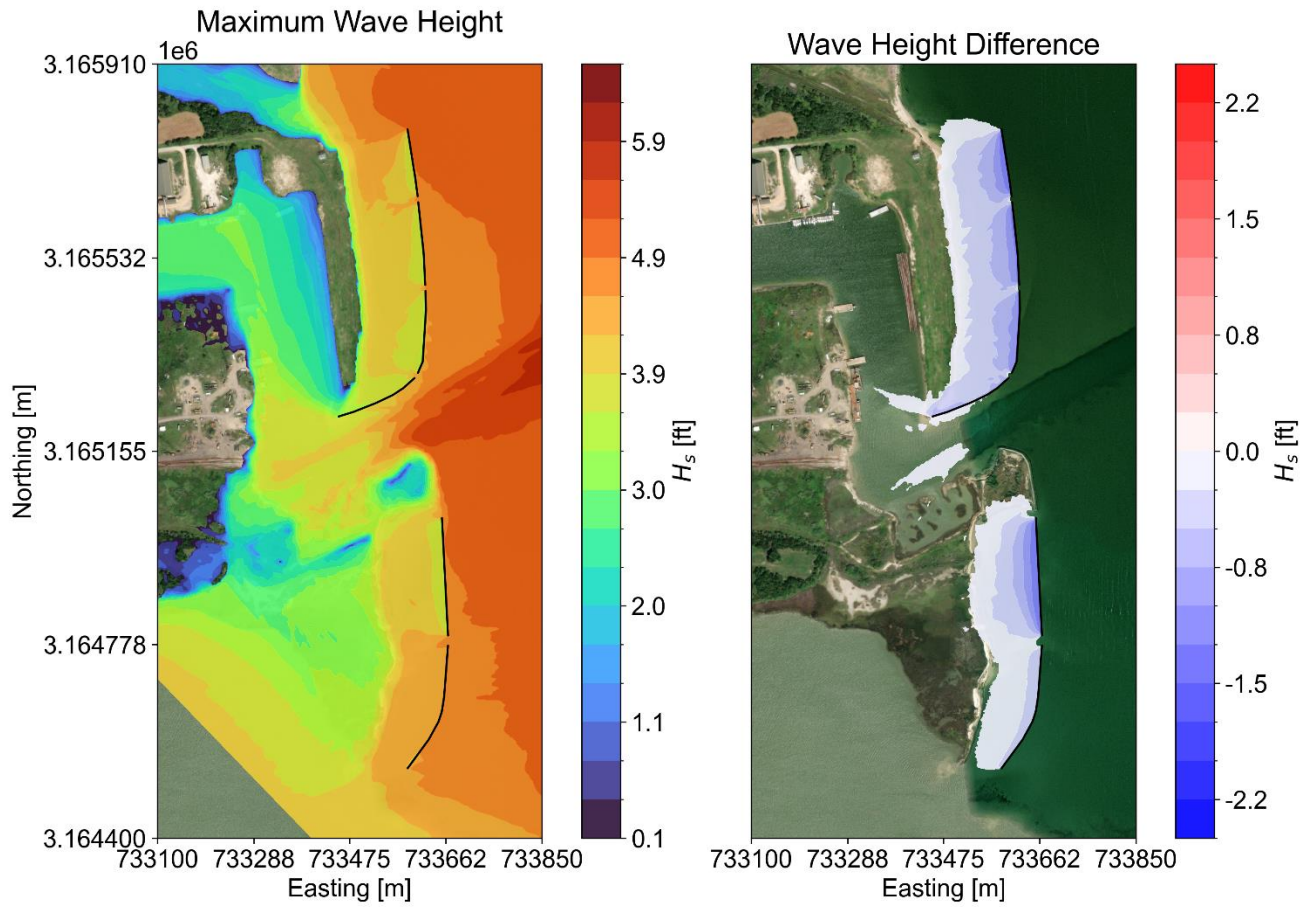 Maximum Wave Height
1e6
3.165910
3.165532
3.165155
3.164778
3.164400
Northing [m]
733100 733288 733475 733662 733850
Easting [m]
5.9
4.9
3.9
3.0
2.0
1.1
0.1
H_s [ft]
Wave Height Difference
733100 733288 733475 733662 733850
Easting [m]
2.2
1.5
0.8
0.0
-0.8
-1.5
-2.2
H_s [ft]